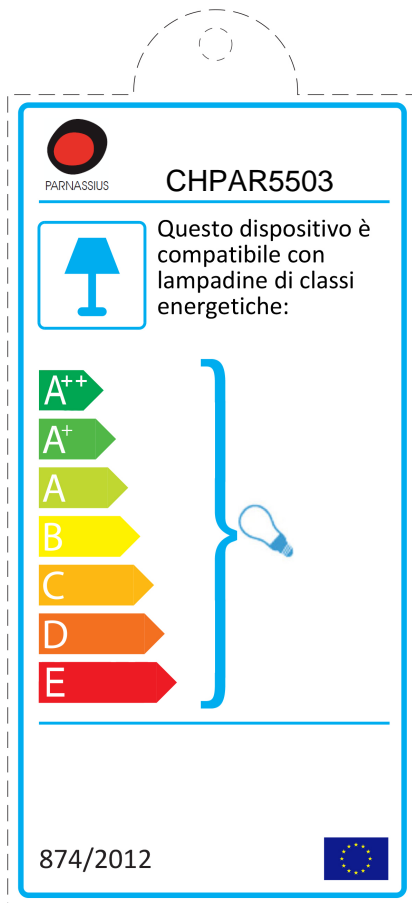 PARNASSIUS
CHPAR5503
Questo dispositivo è
compatibile con
lampadine di classi
energetiche:
A++
A+
A
B
C
D
E
874/2012